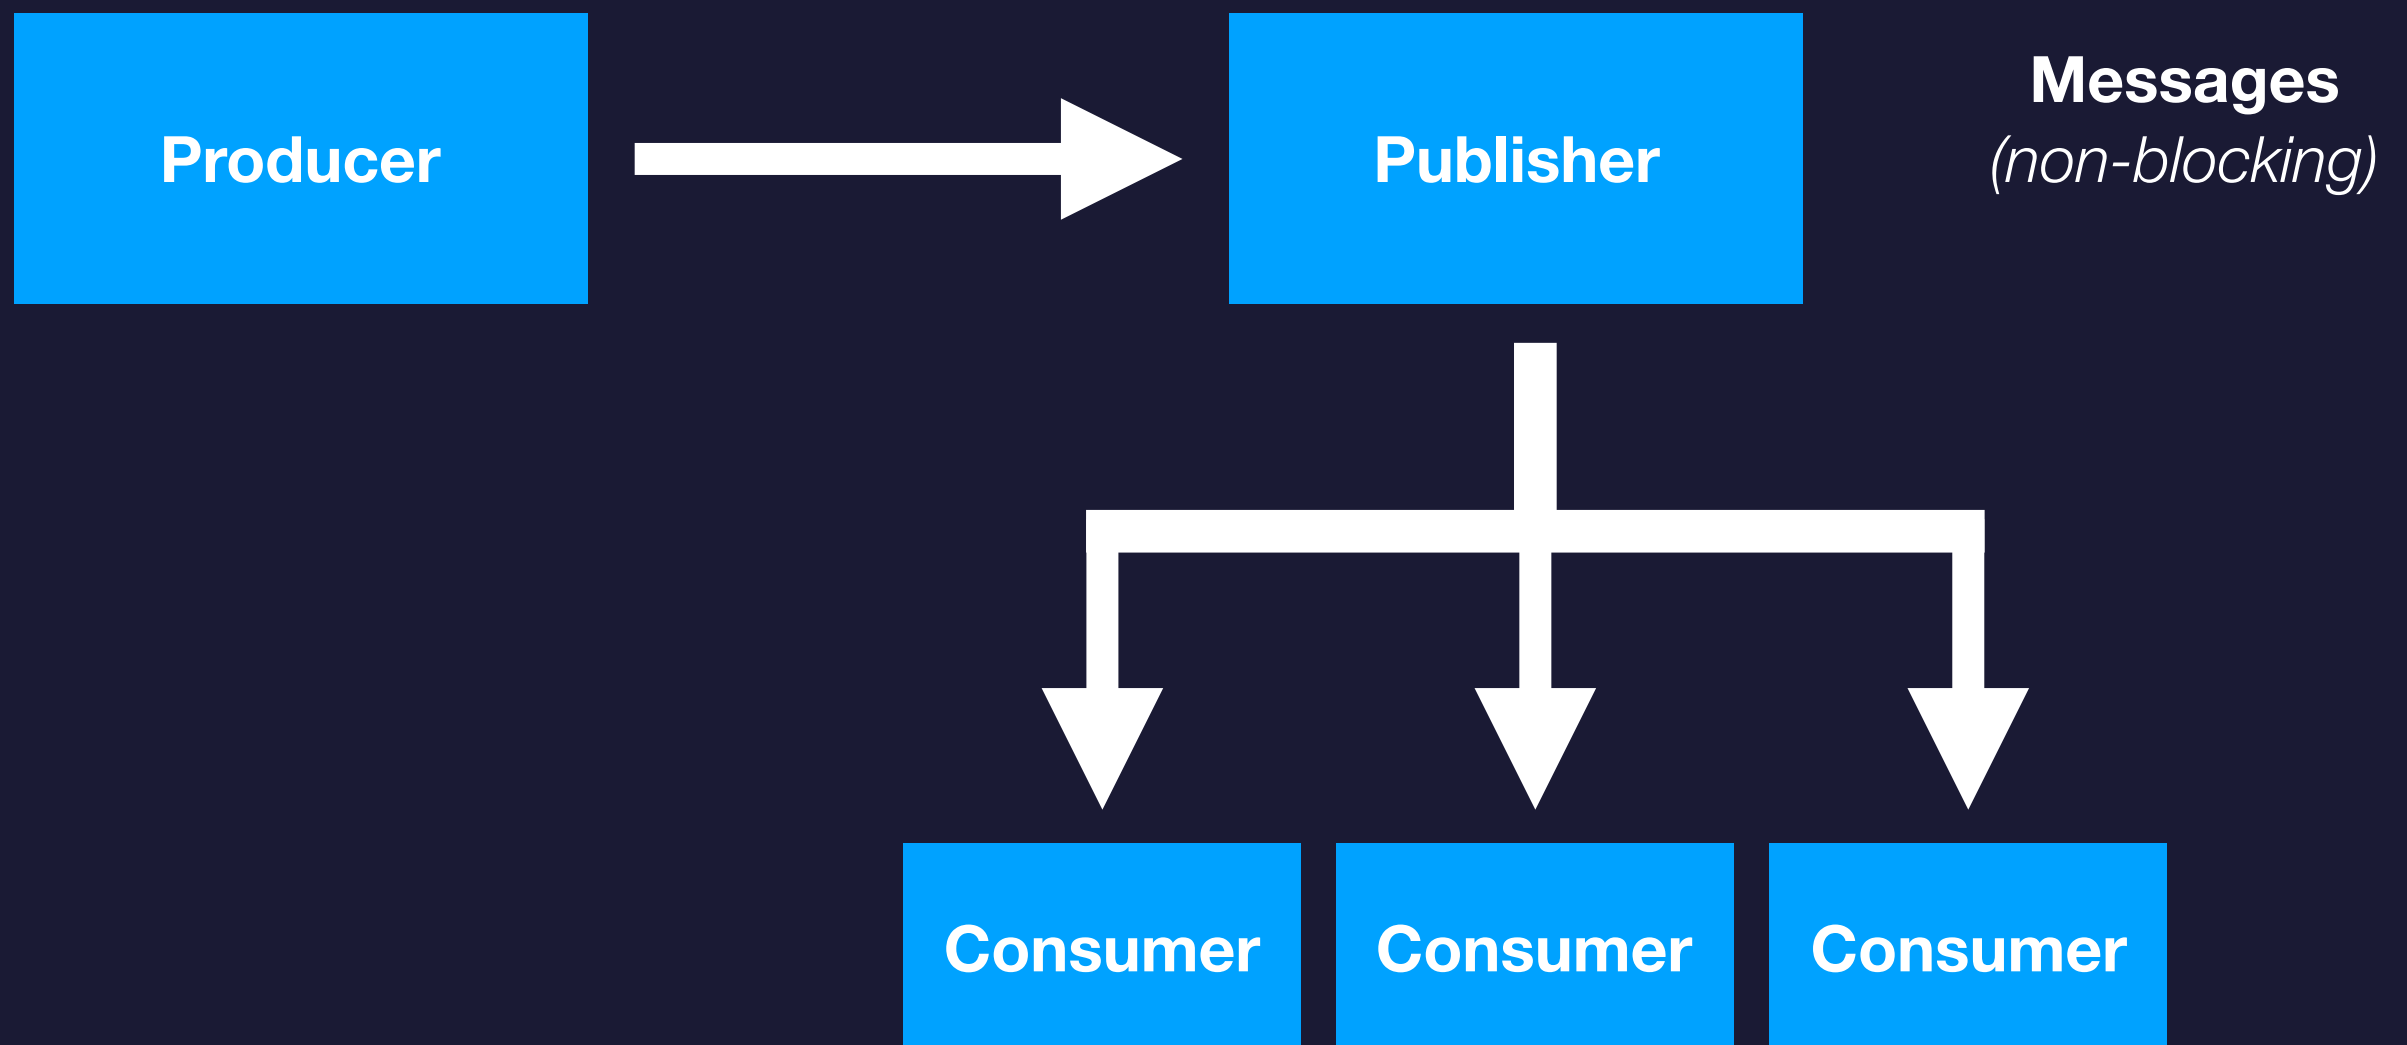 Producer
Publisher
Messages
(non-blocking)
Consumer
Consumer
Consumer